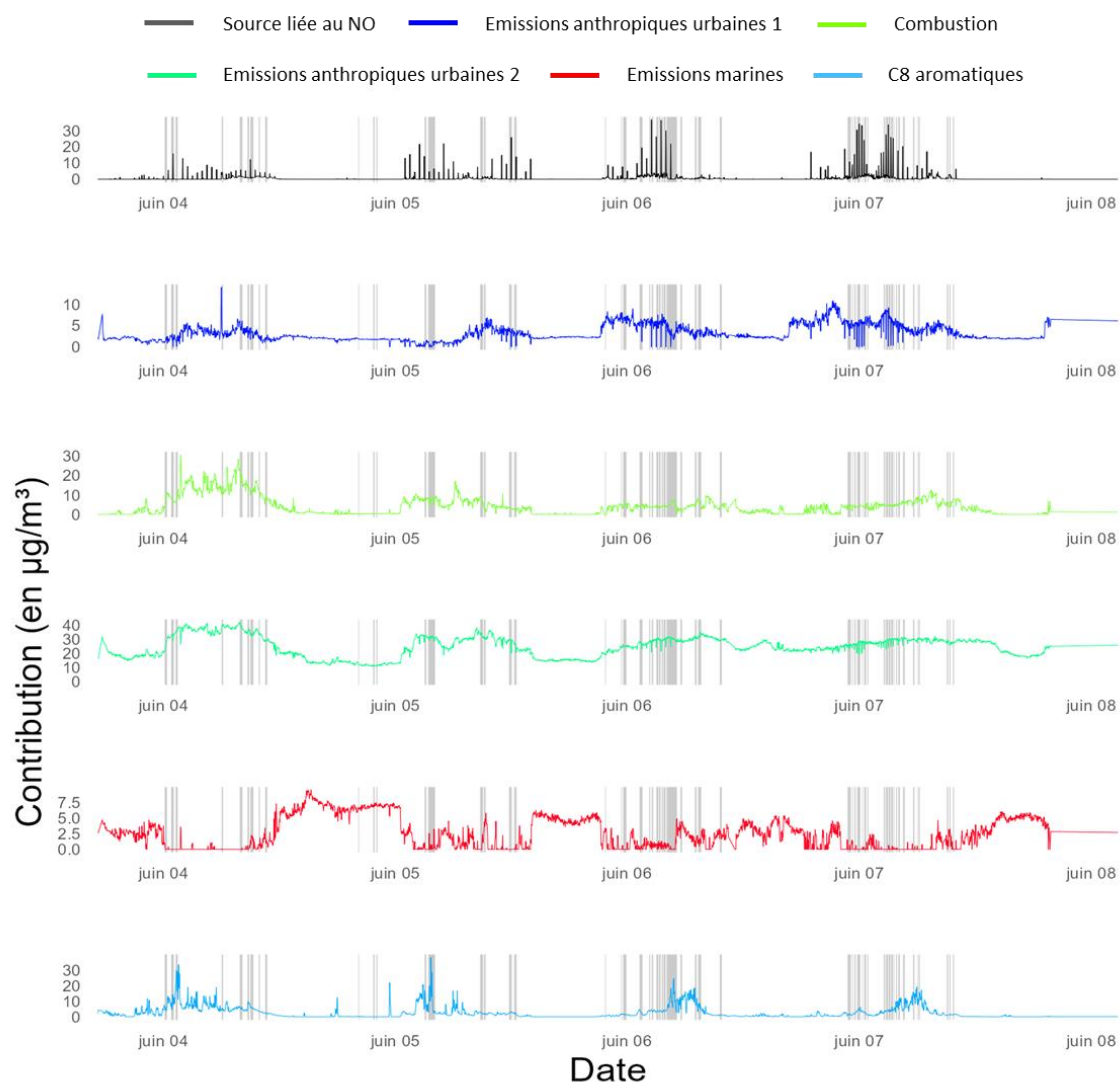 Source liée au NO Emissions anthropiques urbaines 1 Combustion
Emissions anthropiques urbaines 2 Emissions marines C8 aromatiques
Contribution (en µg/m³)
30
20
10
0
juin 04 juin 05 juin 06 juin 07 juin 08
10
5
0
juin 04 juin 05 juin 06 juin 07 juin 08
30
20
10
0
juin 04 juin 05 juin 06 juin 07 juin 08
40
30
20
10
0
juin 04 juin 05 juin 06 juin 07 juin 08
7.5
5.0
2.5
0.0
juin 04 juin 05 juin 06 juin 07 juin 08
30
20
10
0
juin 04 juin 05 juin 06 juin 07 juin 08
Date